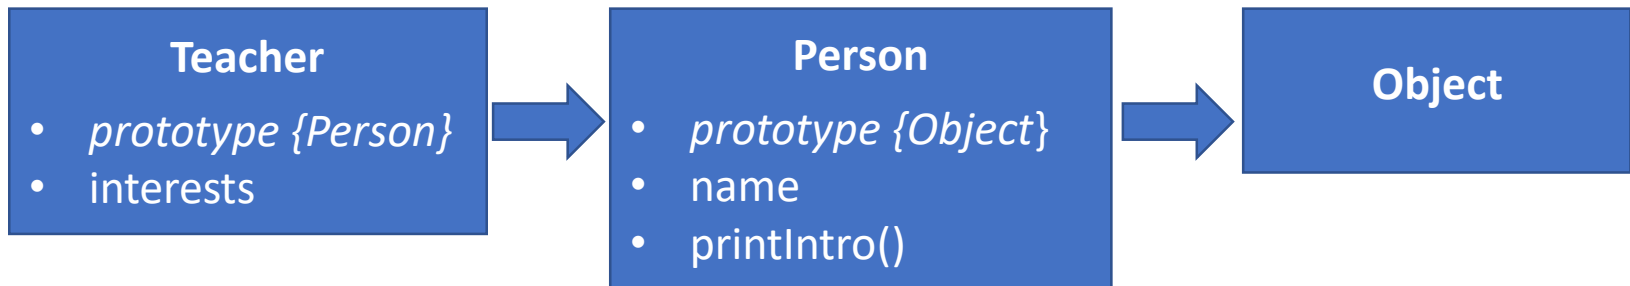 Teacher
• prototype {Person}
• interests
Person
• prototype {Object}
• name
• printIntro()
Object